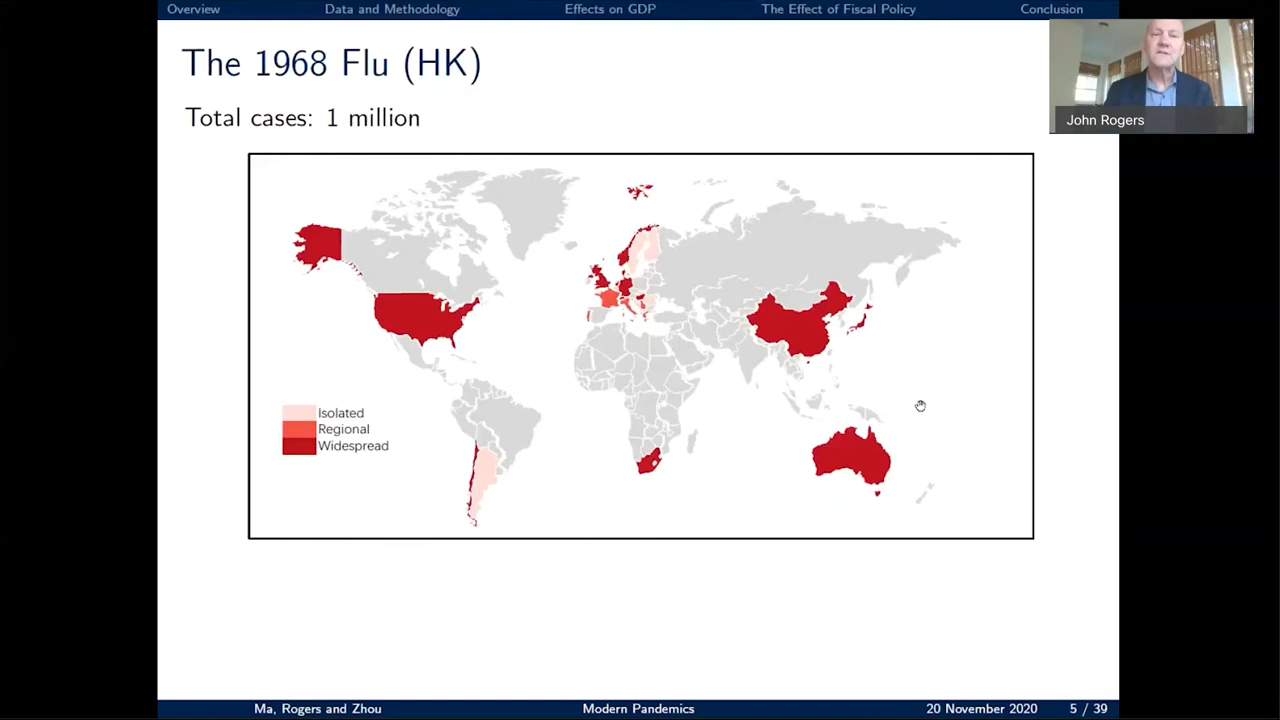 Overview Data and Methodology Effects on GDP The Effect of Fiscal Policy Conclusion
The 1968 Flu (HK)
John Rogers
Total cases: 1 million
Isolated
Regional
Widespread
Ma, Rogers and Zhou Modern Pandemics 20 November 2020 5 / 39